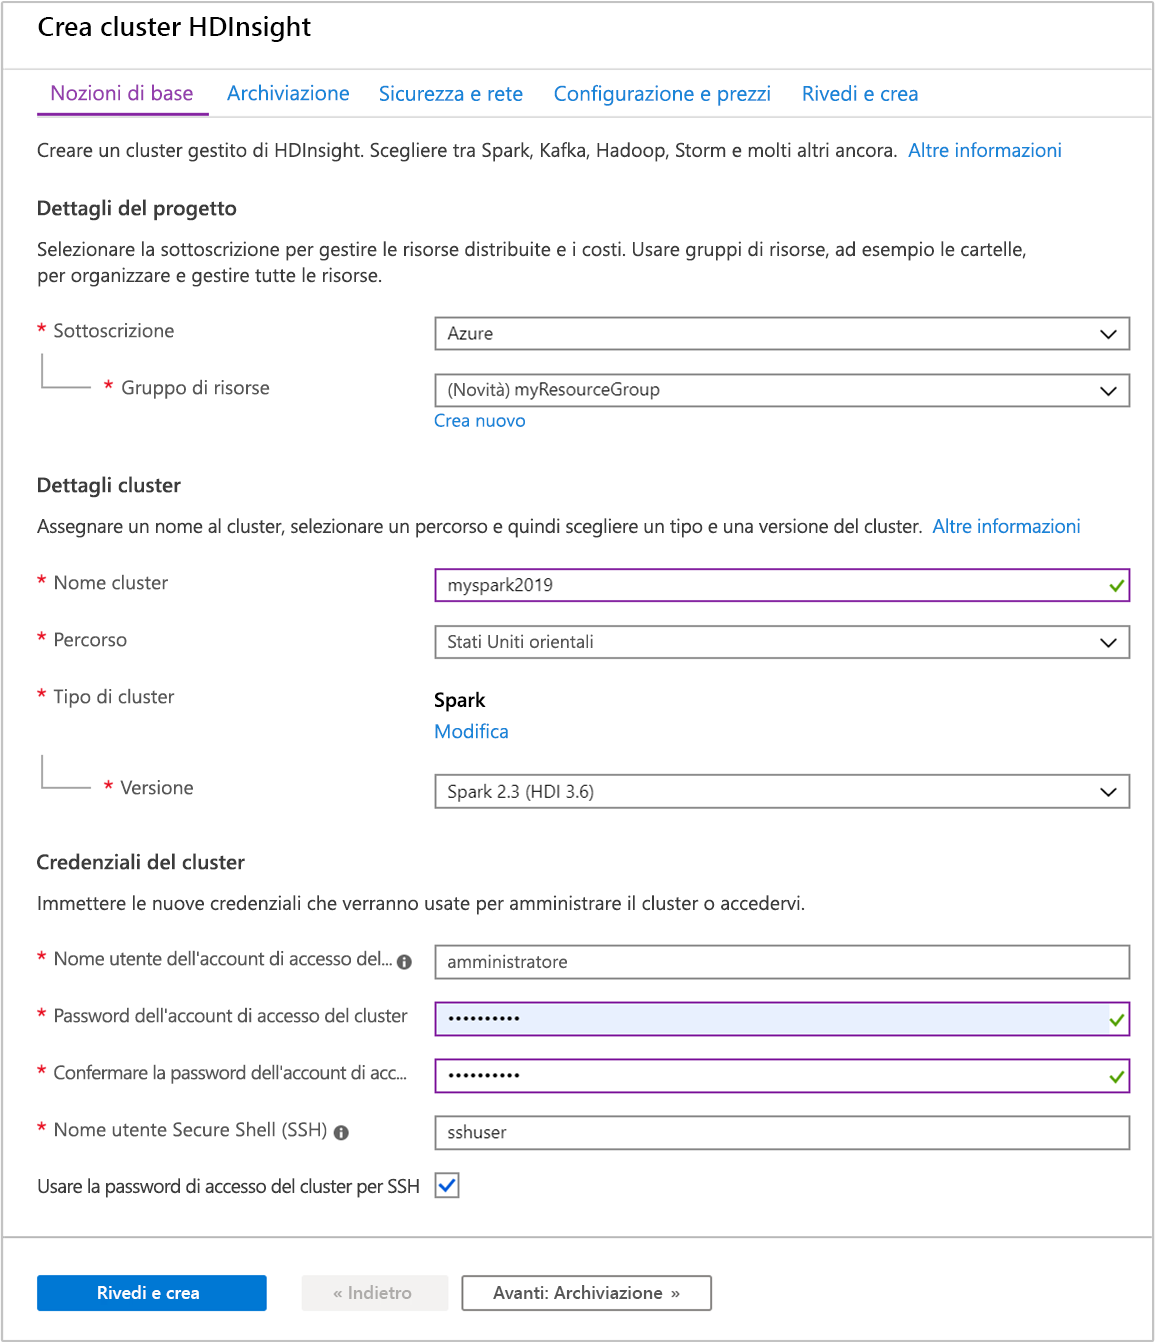 Crea cluster HDInsight
Nozioni di base Archiviazione Sicurezza e rete Configurazione e prezzi Rivedi e crea
Creare un cluster gestito di HDInsight. Scegliere tra Spark, Kafka, Hadoop, Storm e molti altri ancora. Altre informazioni
Dettagli del progetto
Selezionare la sottoscrizione per gestire le risorse distribuite e i costi. Usare gruppi di risorse, ad esempio le cartelle,
per organizzare e gestire tutte le risorse.
* Sottoscrizione Azure
* Gruppo di risorse (Novità) myResourceGroup
Crea nuovo
Dettagli cluster
Assegnare un nome al cluster, selezionare un percorso e quindi scegliere un tipo e una versione del cluster. Altre informazioni
* Nome cluster myspark2019
* Percorso Stati Uniti orientali
* Tipo di cluster Spark
Modifica
* Versione Spark 2.3 (HDI 3.6)
Credenziali del cluster
Immettere le nuove credenziali che verranno usate per amministrare il cluster o accedervi.
* Nome utente dell'account di accesso del... amministratore
* Password dell'account di accesso del cluster ••••••••••
* Confermare la password dell'account di acc... ••••••••••
* Nome utente Secure Shell (SSH) sshuser
Usare la password di accesso del cluster per SSH
Rivedi e crea « Indietro Avanti: Archiviazione »